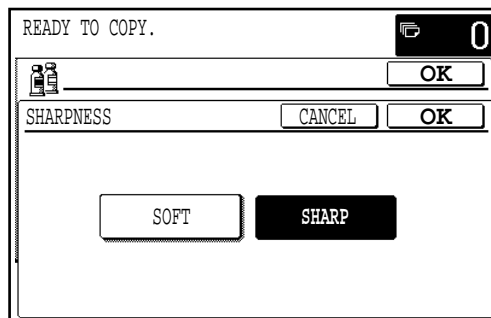 READY TO COPY. 0
OK
SHARPNESS CANCEL OK
SOFT SHARP